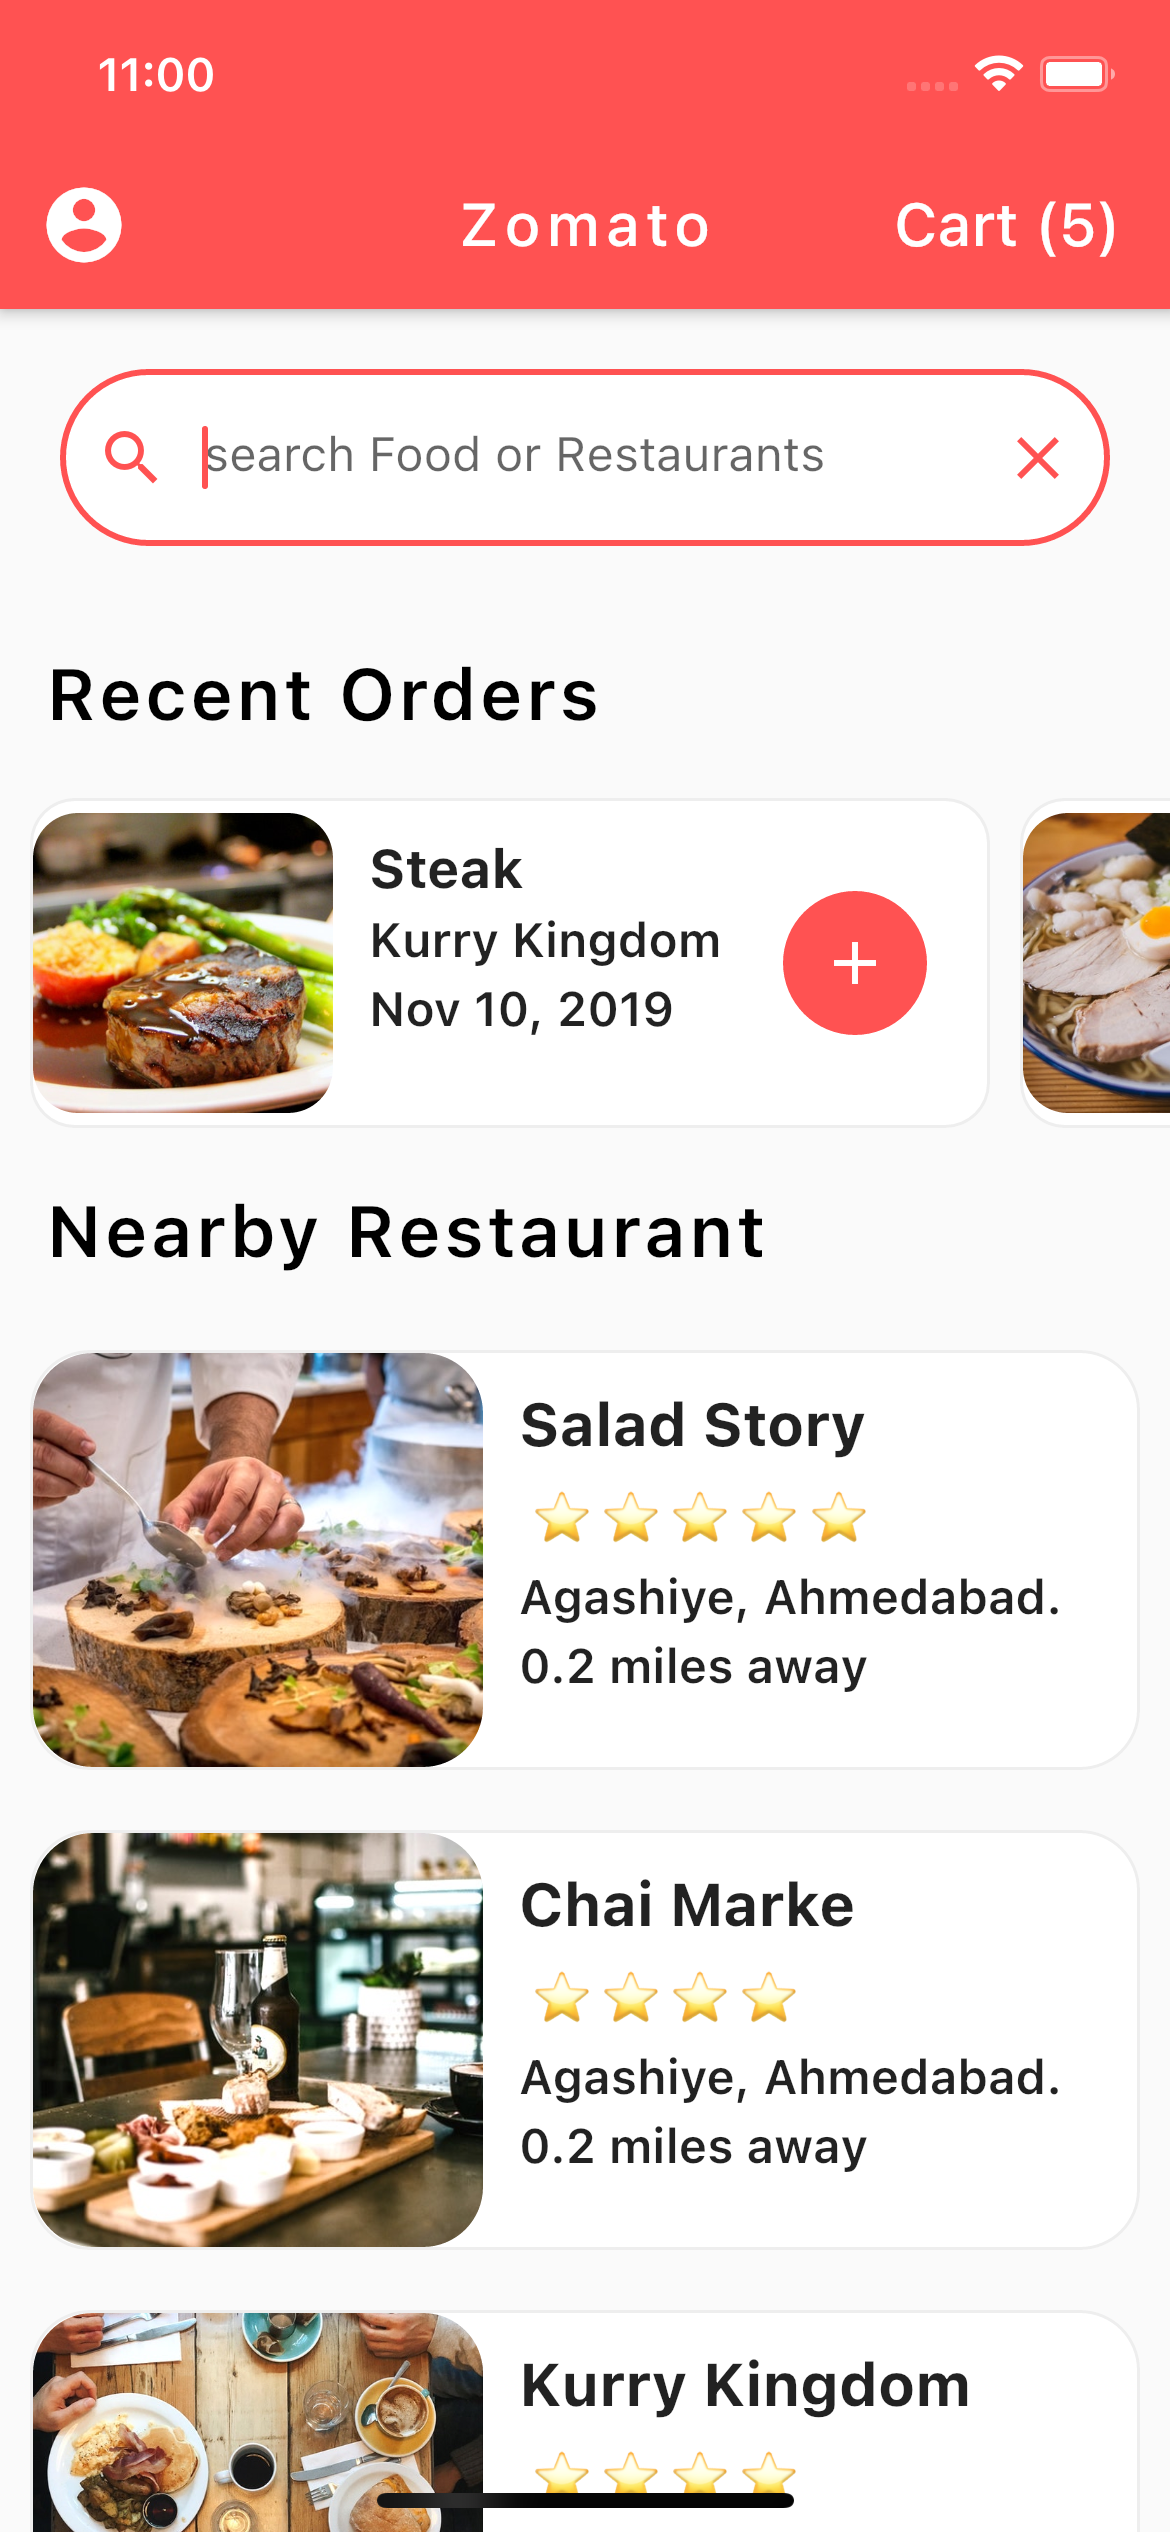 11:00
Zomato
Cart (5)
search Food or Restaurants
Recent Orders
Steak
Kurry Kingdom
Nov 10, 2019
Nearby Restaurant
Salad Story
Agashiye, Ahmedabad.
0.2 miles away
Chai Marke
Agashiye, Ahmedabad.
0.2 miles away
Kurry Kingdom